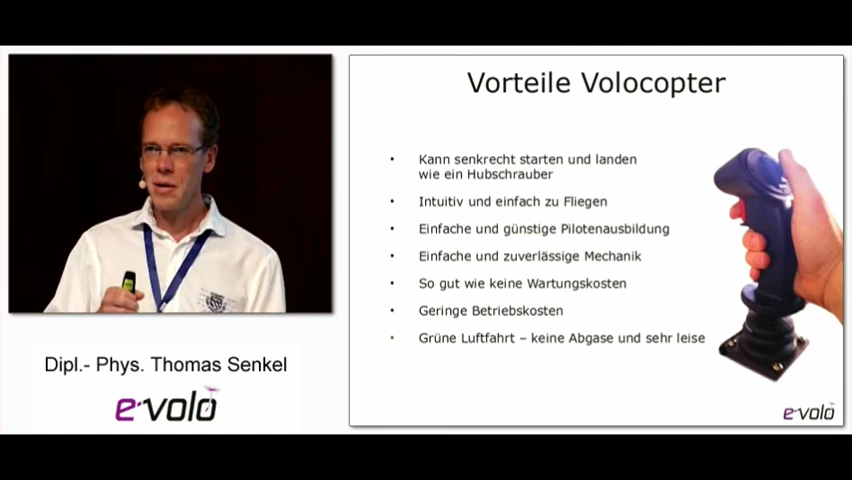 Vorteile Volocopter
• Kann senkrecht starten und landen
wie ein Hubschrauber
• Intuitiv und einfach zu Fliegen
• Einfache und günstige Pilotenausbildung
• Einfache und zuverlässige Mechanik
• So gut wie keine Wartungskosten
• Geringe Betriebskosten
• Grüne Luftfahrt – keine Abgase und sehr leise
Dipl.- Phys. Thomas Senkel
e-volo
e-volo